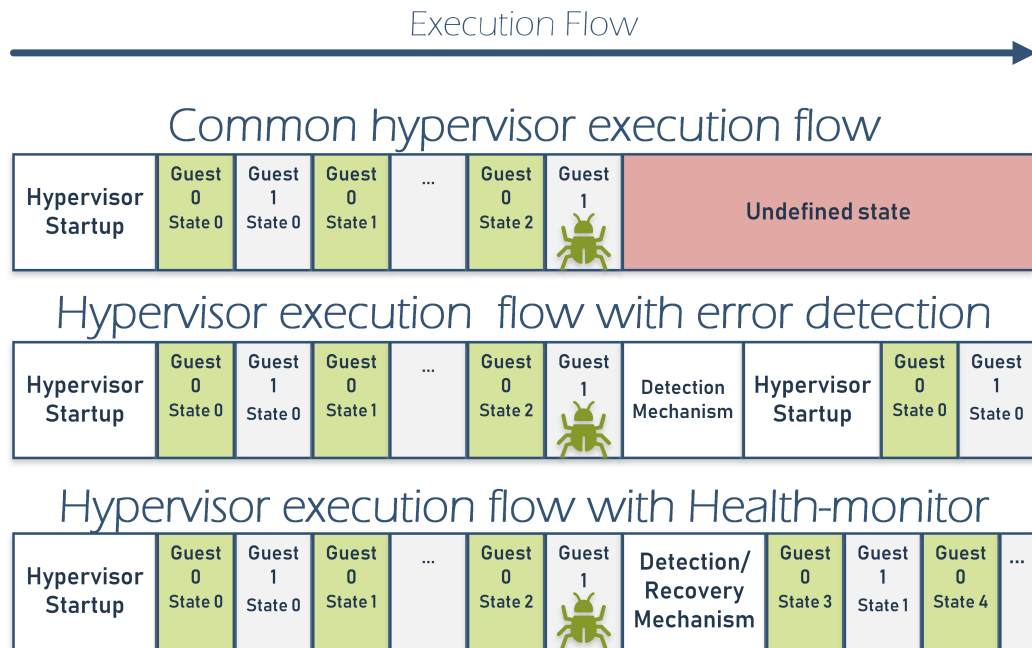 Execution Flow
Common hypervisor execution flow
Hypervisor
Startup
Guest
0
State 0
Guest
1
State 0
Guest
0
State 1
...
Guest
0
State 2
Guest
1
Undefined state
Hypervisor execution flow with error detection
Hypervisor
Startup
Guest
0
State 0
Guest
1
State 0
Guest
0
State 1
...
Guest
0
State 2
Guest
1
Detection
Mechanism
Hypervisor
Startup
Guest
0
State 0
Guest
1
State 0
Hypervisor execution flow with Health-monitor
Hypervisor
Startup
Guest
0
State 0
Guest
1
State 0
Guest
0
State 1
...
Guest
0
State 2
Guest
1
Detection/
Recovery
Mechanism
Guest
0
State 3
Guest
1
State 1
Guest
0
State 4
...